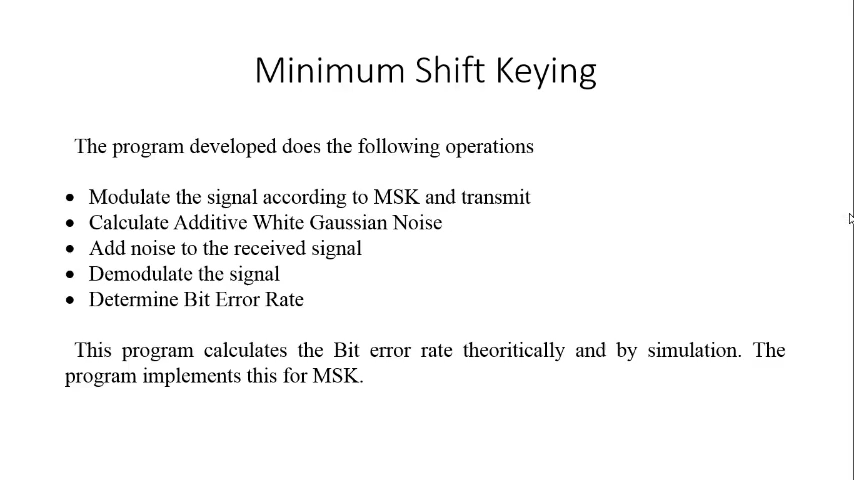 Minimum Shift Keying
The program developed does the following operations
• Modulate the signal according to MSK and transmit
• Calculate Additive White Gaussian Noise
• Add noise to the received signal
• Demodulate the signal
• Determine Bit Error Rate
This program calculates the Bit error rate theoritically and by simulation. The
program implements this for MSK.